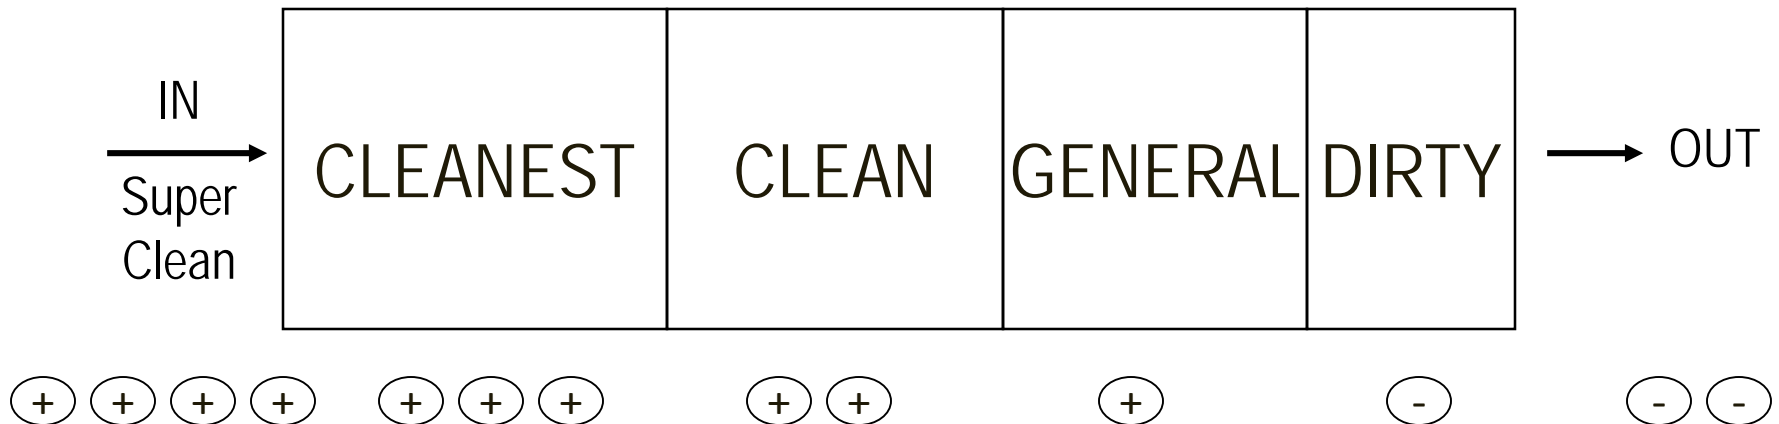 IN
Super
Clean
CLEANEST
CLEAN
GENERAL
DIRTY
OUT
+ + + + + + + + + + - - -